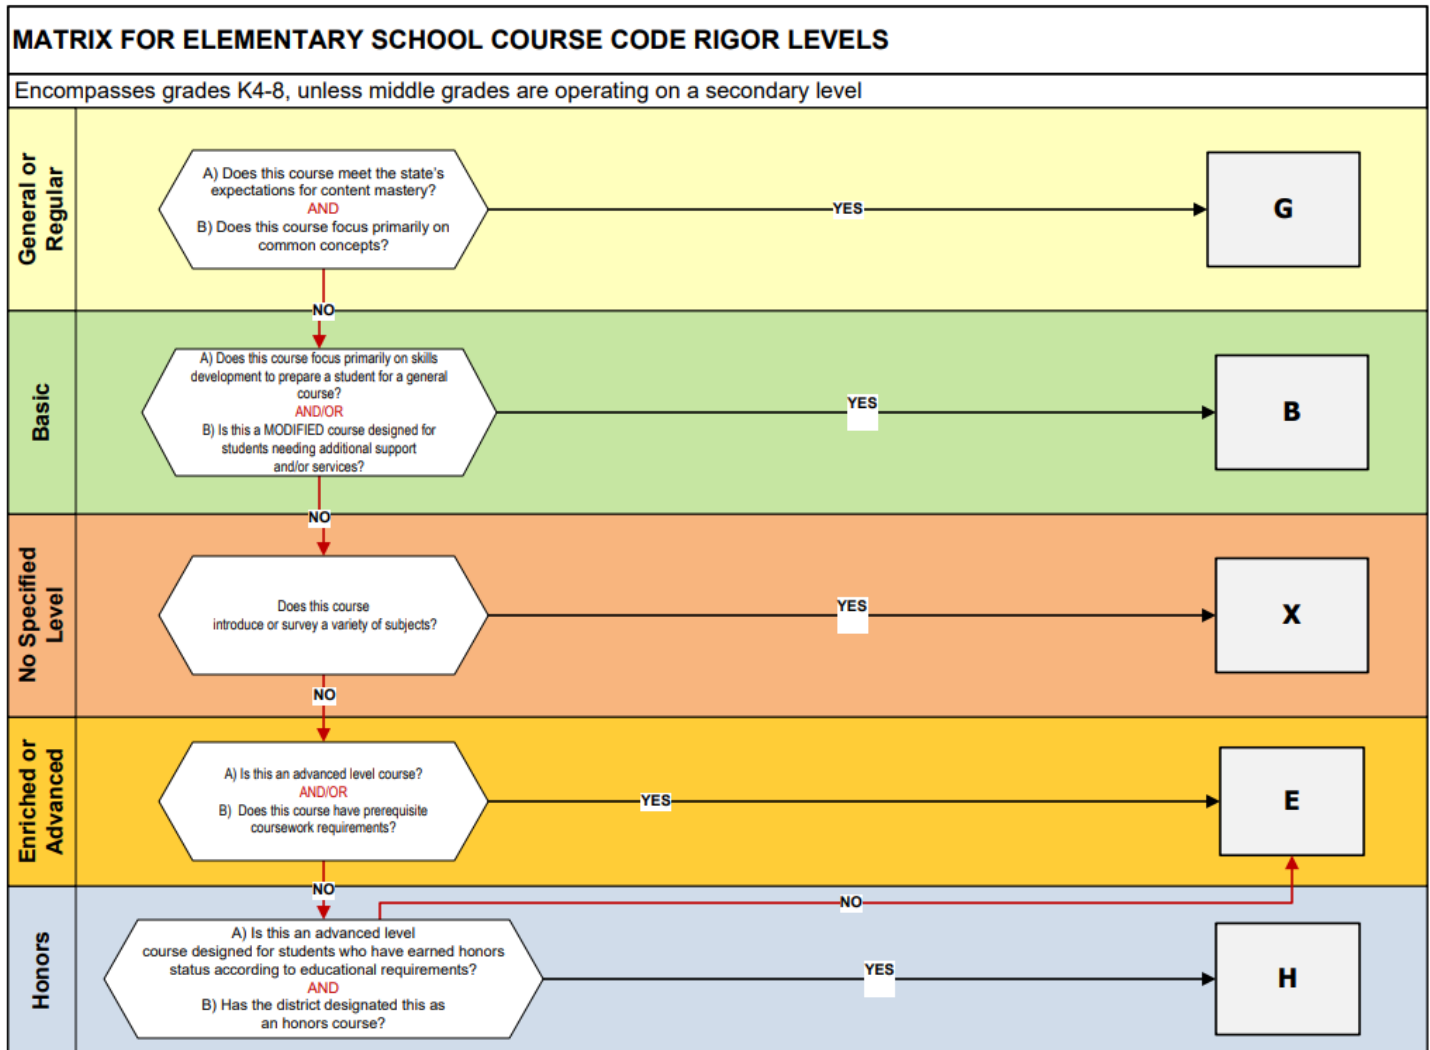 MATRIX FOR ELEMENTARY SCHOOL COURSE CODE RIGOR LEVELS
Encompasses grades K4-8, unless middle grades are operating on a secondary level
General or
Regular
A) Does this course meet the state's
expectations for content mastery?
AND
B) Does this course focus primarily on
common concepts?
YES
G
NO
Basic
A) Does this course focus primarily on skills
development to prepare a student for a general
course?
AND/OR
B) Is this a MODIFIED course designed for
students needing additional support
and/or services?
YES
B
NO
No Specified
Level
Does this course
introduce or survey a variety of subjects?
YES
X
NO
Enriched or
Advanced
A) Is this an advanced level course?
AND/OR
B) Does this course have prerequisite
coursework requirements?
YES
E
NO
NO
Honors
A) Is this an advanced level
course designed for students who have earned honors
status according to educational requirements?
AND
B) Has the district designated this as
an honors course?
YES
H